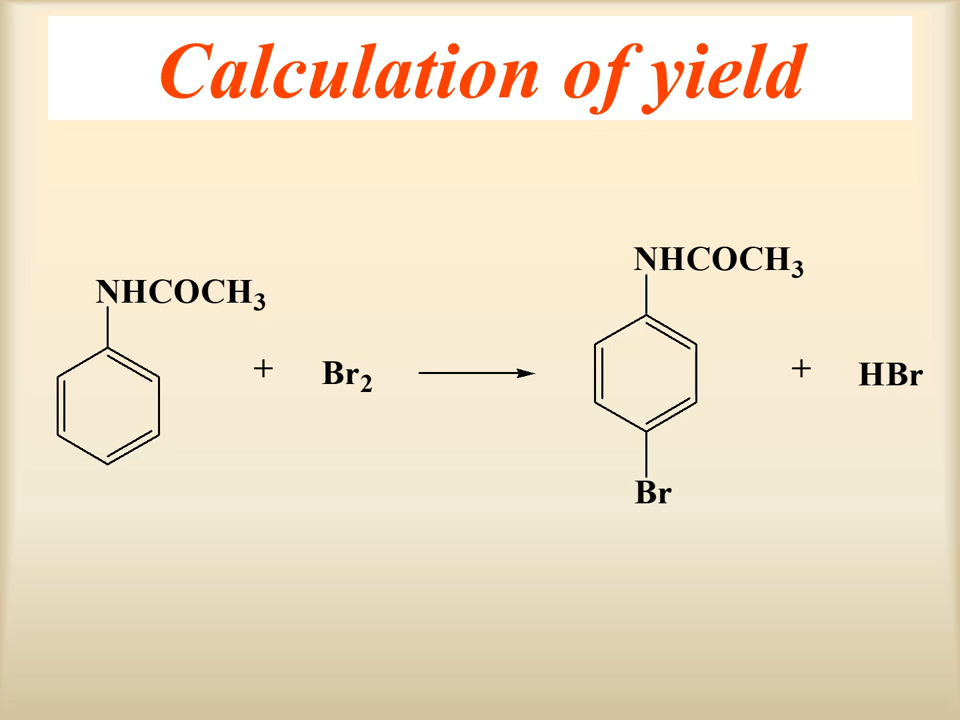 Calculation of yield
NHCOCH₃
+ Br₂
NHCOCH₃
Br
+ HBr